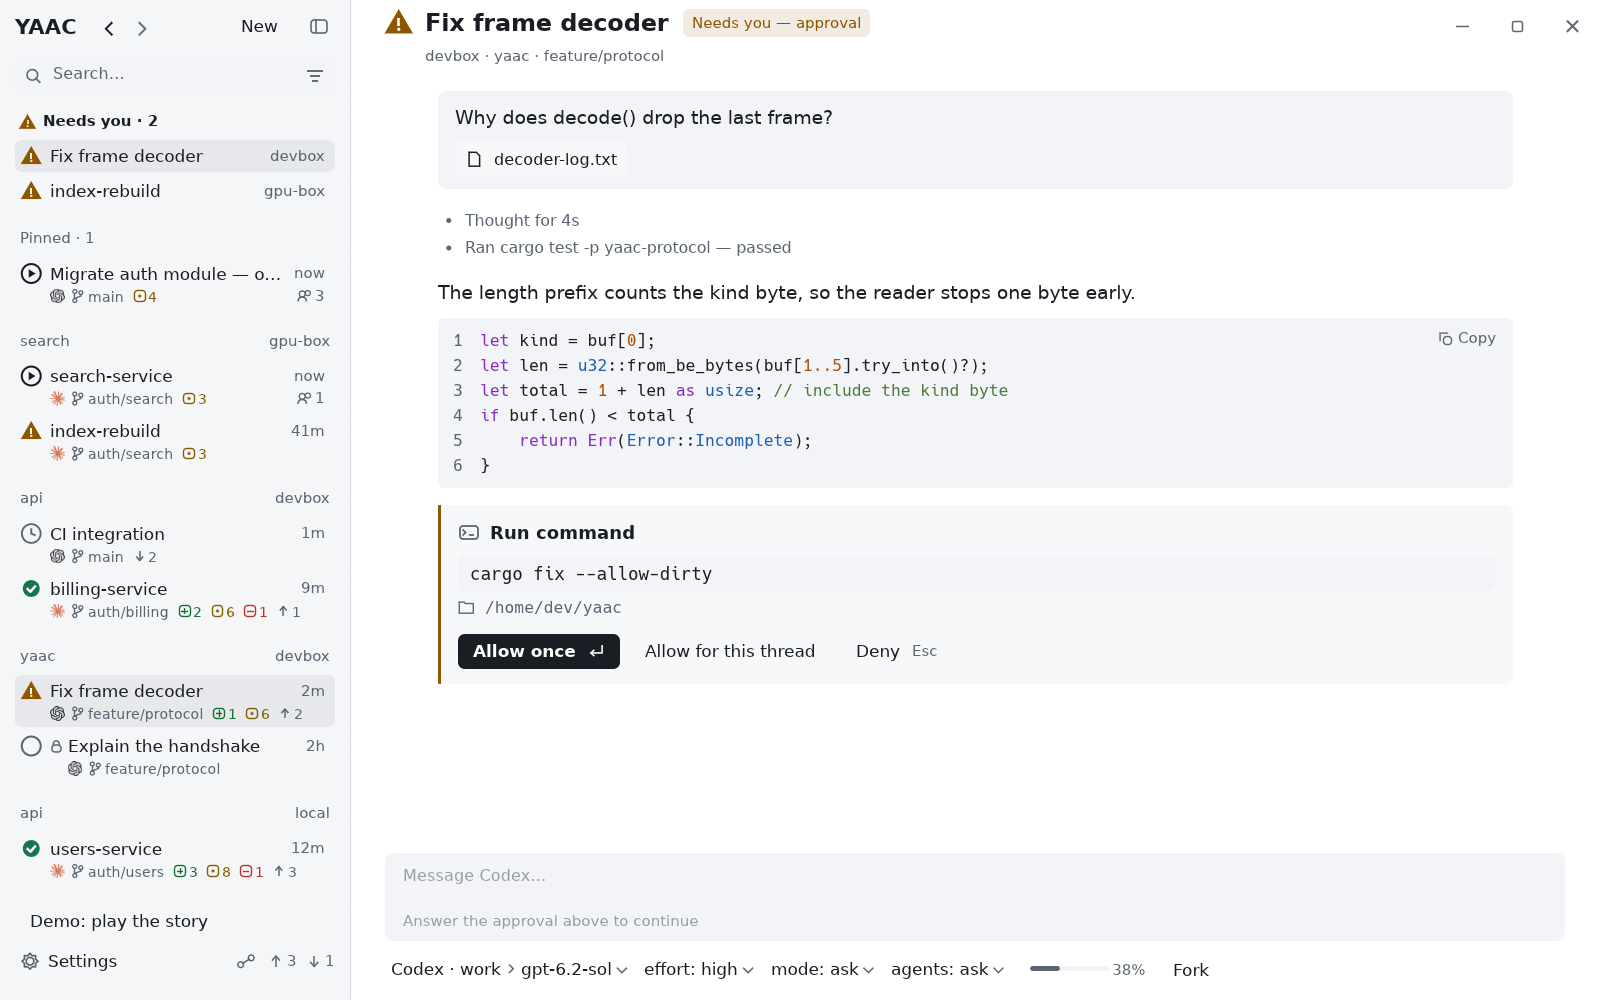 YAAC
New
Search...
Needs you · 2
Fix frame decoder devbox
index-rebuild gpu-box
Pinned · 1
Migrate auth module — o... now
main 4 3
search gpu-box
search-service now
auth/search 3 1
index-rebuild 41m
auth/search 3
api devbox
CI integration 1m
main ↓2
billing-service 9m
auth/billing 2 6 1 ↑1
yaac devbox
Fix frame decoder 2m
feature/protocol 1 6 ↑2
Explain the handshake 2h
feature/protocol
api local
users-service 12m
auth/users 3 8 1 ↑3
Demo: play the story
Settings ↑3 ↓1
Fix frame decoder Needs you — approval
devbox · yaac · feature/protocol
Why does decode() drop the last frame?
decoder-log.txt
• Thought for 4s
• Ran cargo test -p yaac-protocol — passed
The length prefix counts the kind byte, so the reader stops one byte early.
Copy
1 let kind = buf[0];
2 let len = u32::from_be_bytes(buf[1..5].try_into()?);
3 let total = 1 + len as usize; // include the kind byte
4 if buf.len() < total {
5     return Err(Error::Incomplete);
6 }
Run command
cargo fix --allow-dirty
/home/dev/yaac
Allow once ↵ Allow for this thread Deny Esc
Message Codex...
Answer the approval above to continue
Codex · work › gpt-6.2-sol effort: high mode: ask agents: ask 38% Fork